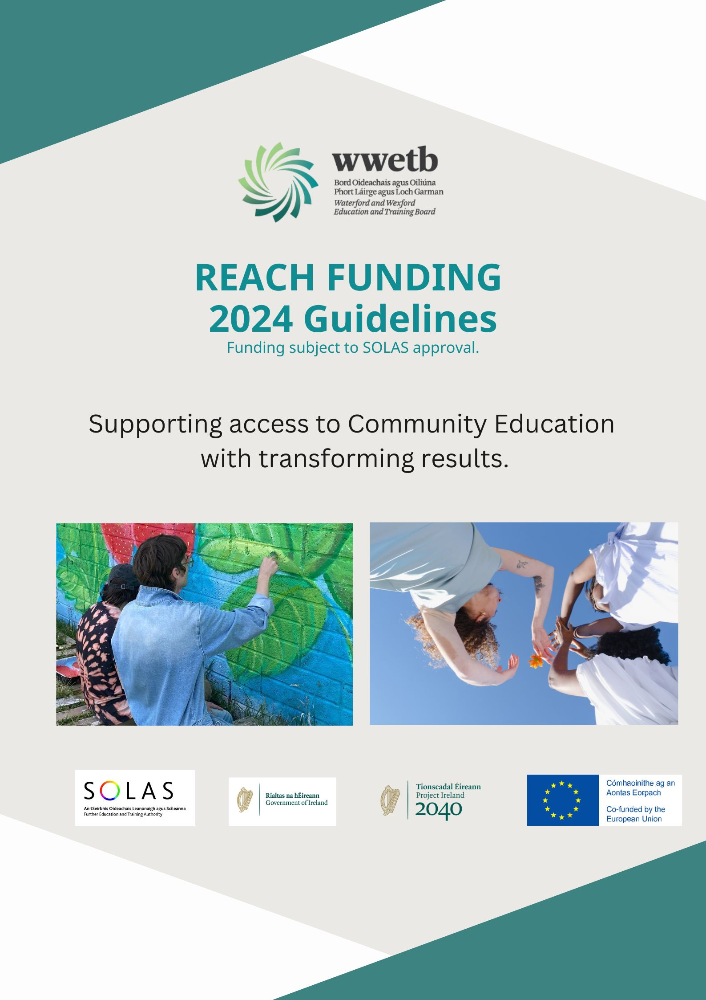 wwetb
Bord Oideachais agus Oiliúna
Phort Láirge agus Loch Garman
Waterford and Wexford
Education and Training Board
REACH FUNDING
2024 Guidelines
Funding subject to SOLAS approval.
Supporting access to Community Education
with transforming results.
SOLAS
An tSeirbhís Oideachais Leanúnaigh agus Scileanna
Further Education and Training Authority
Rialtas na hÉireann
Government of Ireland
Tionscadal Éireann
Project Ireland
2040
Cómhaoinithe ag an
Aontas Eorpach
Co-funded by the
European Union